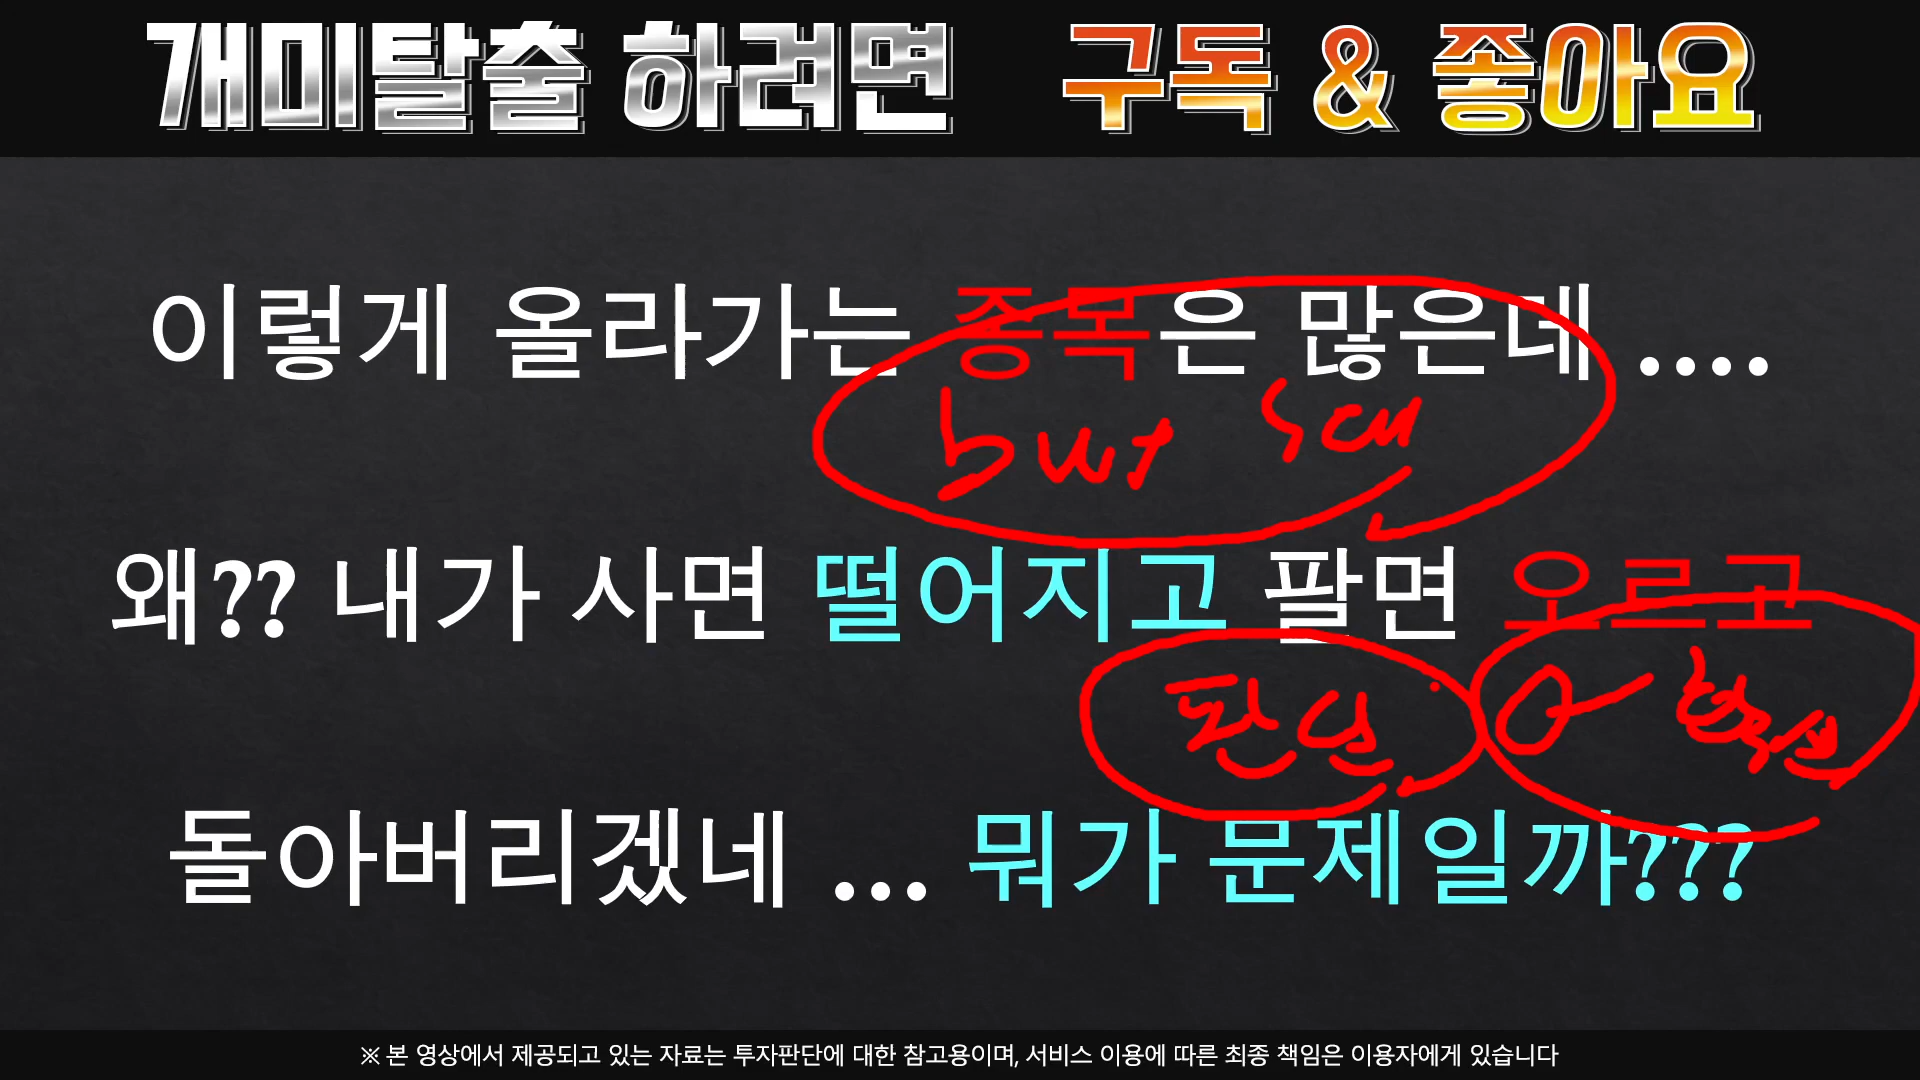 개미탈출 하려면 구독 & 좋아요
이렇게 올라가는 종목은 많은데 ....
but
왜?? 내가 사면 떨어지고 팔면 오르고
판단
돌아버리겠네 ... 뭐가 문제일까???
※ 본 영상에서 제공되고 있는 자료는 투자판단에 대한 참고용이며, 서비스 이용에 따른 최종 책임은 이용자에게 있습니다